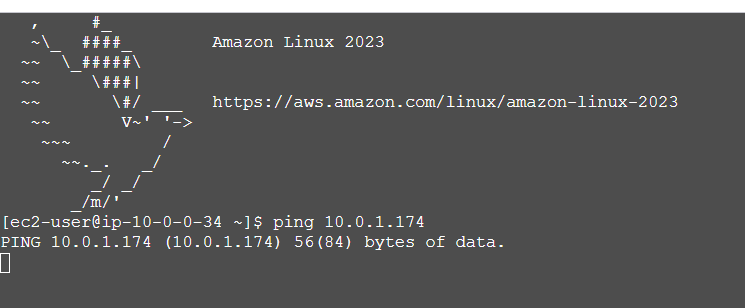 ,     #_
   ~\_  ####_        Amazon Linux 2023
  ~~  \_#####\
  ~~     \###|
  ~~       \#/ ___   https://aws.amazon.com/linux/amazon-linux-2023
   ~~       V~' '->
    ~~~         /
      ~~._.   _/
         _/ _/
       _/m/'
[ec2-user@ip-10-0-0-34 ~]$ ping 10.0.1.174
PING 10.0.1.174 (10.0.1.174) 56(84) bytes of data.